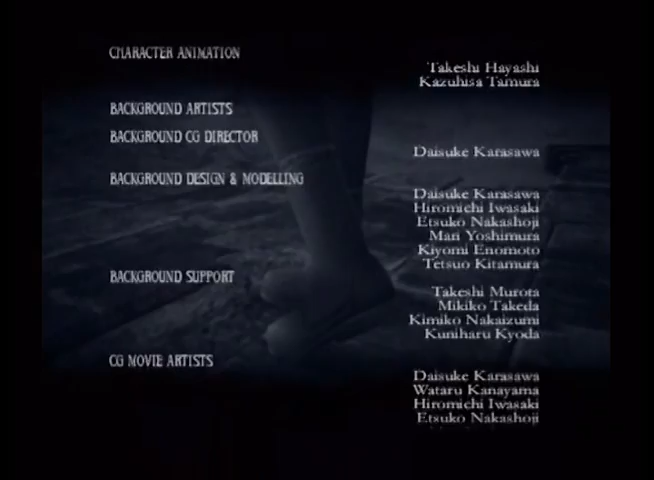 CHARACTER ANIMATION
Takeshi Hayashi
Kazuhisa Tamura
BACKGROUND ARTISTS
BACKGROUND CG DIRECTOR
Daisuke Karasawa
BACKGROUND DESIGN & MODELLING
Daisuke Karasawa
Hiromichi Iwasaki
Etsuko Nakashoji
Mari Yoshimura
Kiyomi Enomoto
Tetsuo Kitamura
BACKGROUND SUPPORT
Takeshi Murota
Mikiko Takeda
Kimiko Nakaizumi
Kuniharu Kyoda
CG MOVIE ARTISTS
Daisuke Karasawa
Wataru Kanayama
Hiromichi Iwasaki
Etsuko Nakashoji